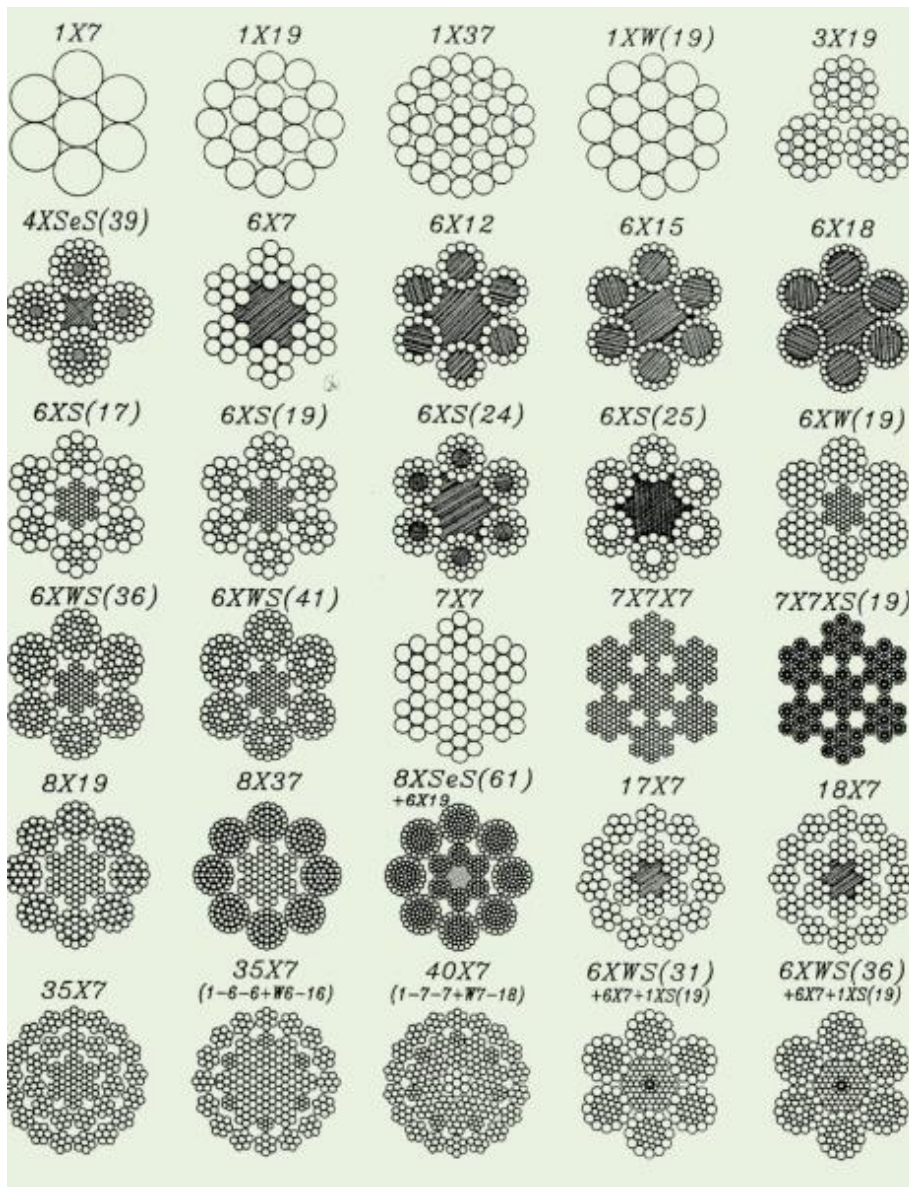 1X7
1X19
1X37
1XW(19)
3X19
4XSeS(39)
6X7
6X12
6X15
6X18
6XS(17)
6XS(19)
6XS(24)
6XS(25)
6XW(19)
6XWS(36)
6XWS(41)
7X7
7X7X7
7X7XS(19)
8X19
8X37
8XSeS(61)
+6X19
17X7
18X7
35X7
35X7
(1-6-6+W6-16)
40X7
(1-7-7+W7-18)
6XWS(31)
+6X7+1XS(19)
6XWS(36)
+6X7+1XS(19)